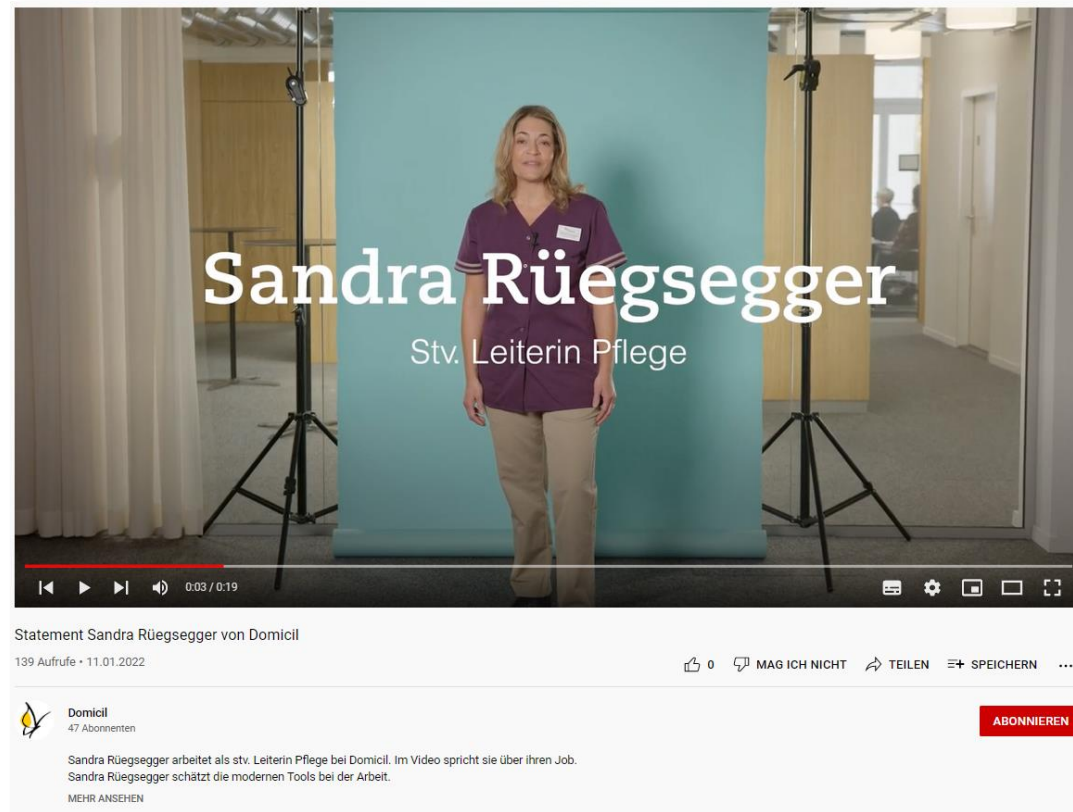 Sandra Rüegsegger
Stv. Leiterin Pflege
0:03 / 0:19
Statement Sandra Rüegsegger von Domicil
139 Aufrufe • 11.01.2022
0 MAG ICH NICHT TEILEN SPEICHERN
Domicil
47 Abonnenten
ABONNIEREN
Sandra Rüegsegger arbeitet als stv. Leiterin Pflege bei Domicil. Im Video spricht sie über ihren Job.
Sandra Rüegsegger schätzt die modernen Tools bei der Arbeit.
MEHR ANSEHEN